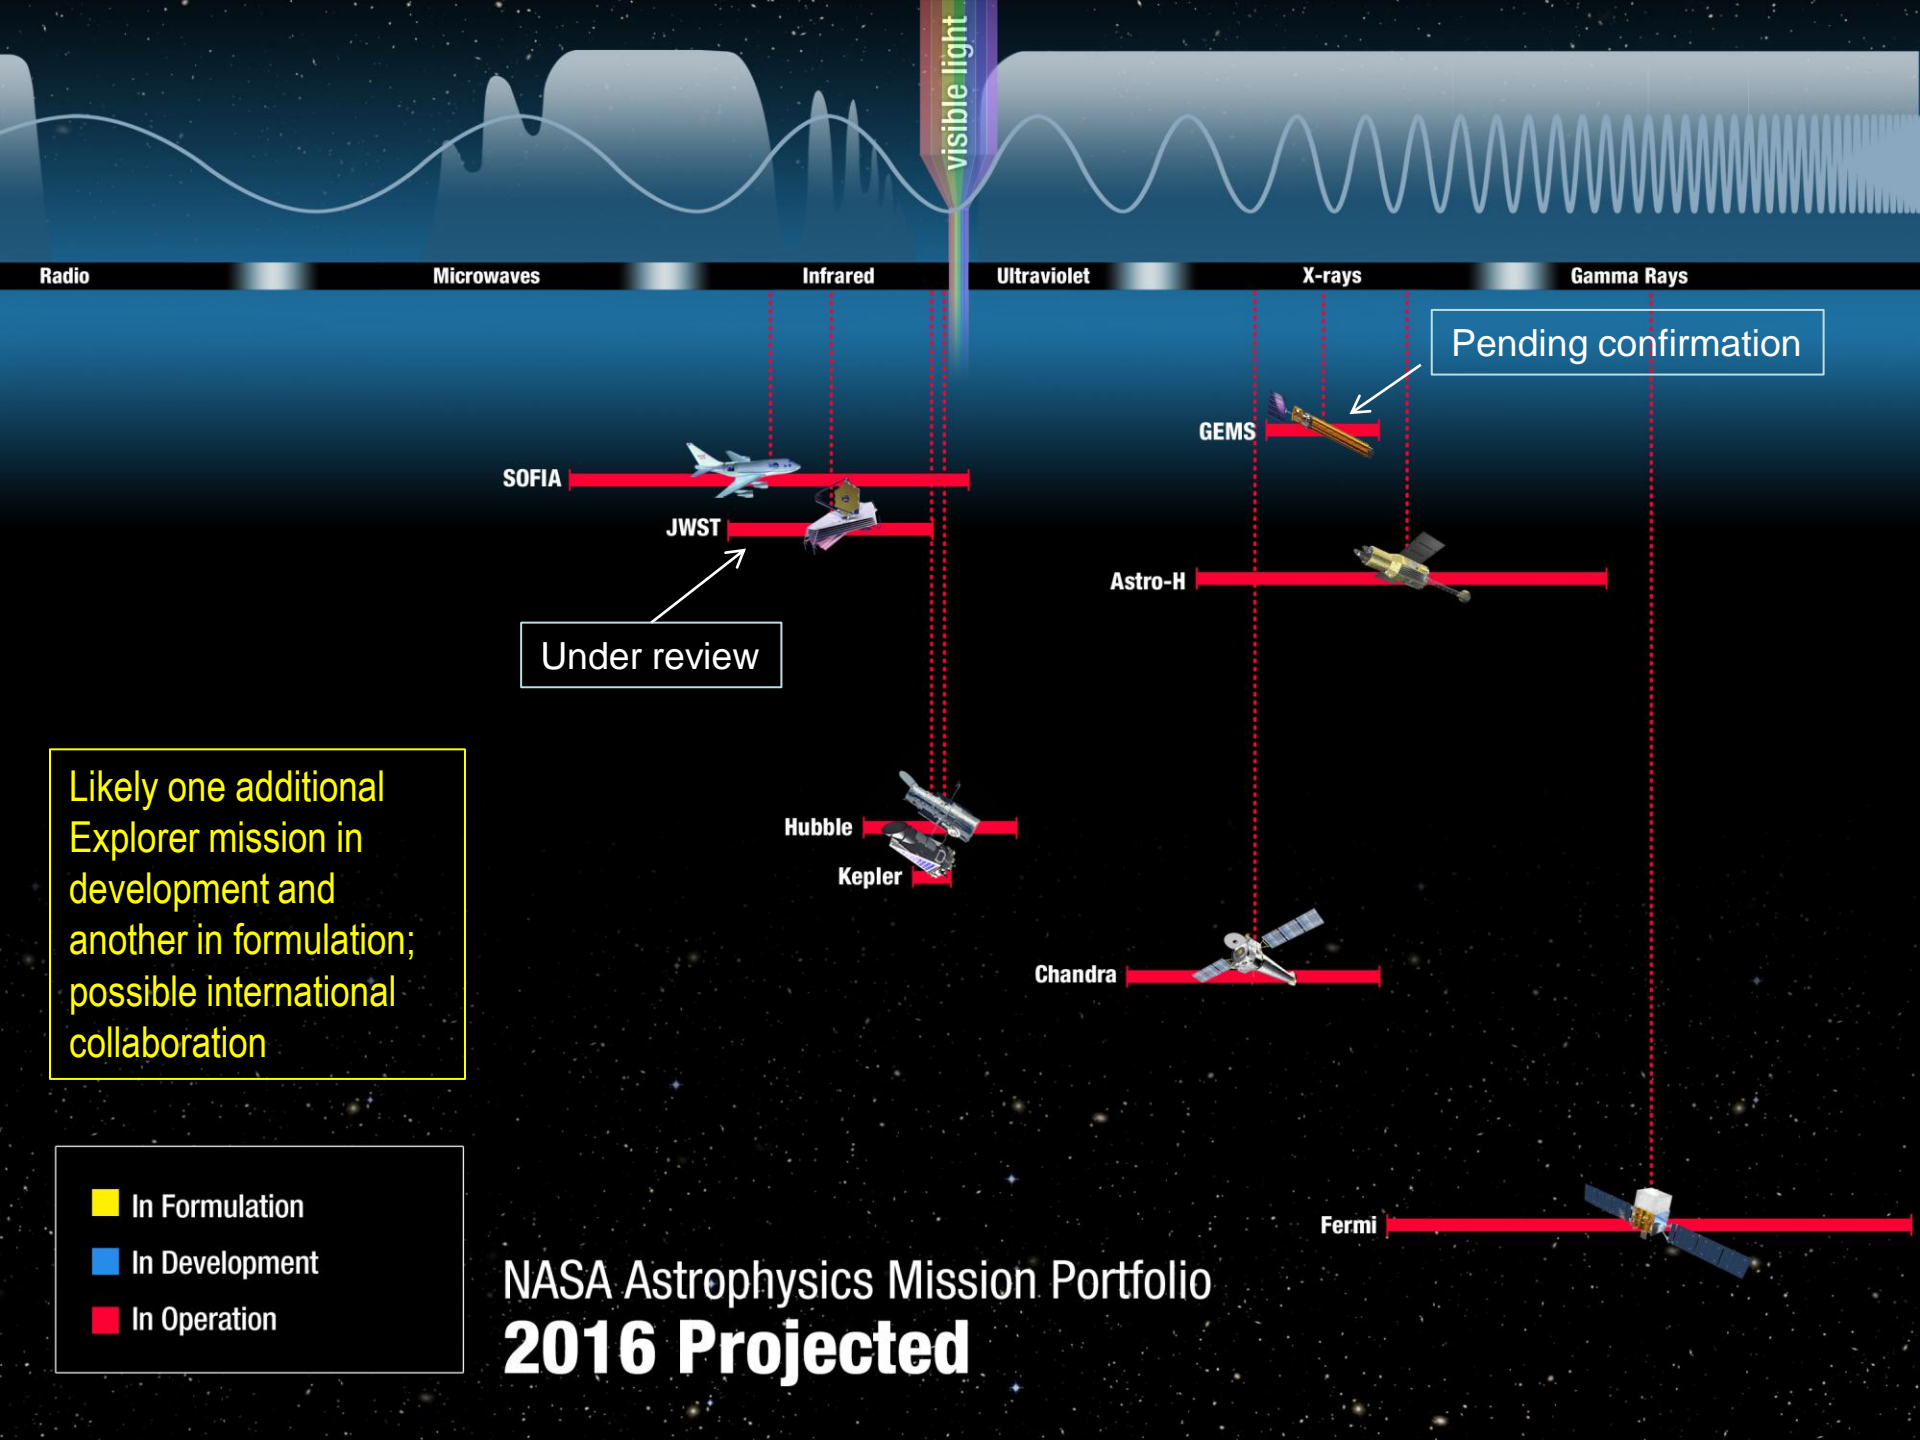 visible light
Radio
Microwaves
Infrared
Ultraviolet
X-rays
Gamma Rays
Pending confirmation
GEMS
SOFIA
JWST
Astro-H
Under review
Likely one additional
Explorer mission in
development and
another in formulation;
possible international
collaboration
Hubble
Kepler
Chandra
In Formulation
In Development
In Operation
Fermi
NASA Astrophysics Mission Portfolio
2016 Projected